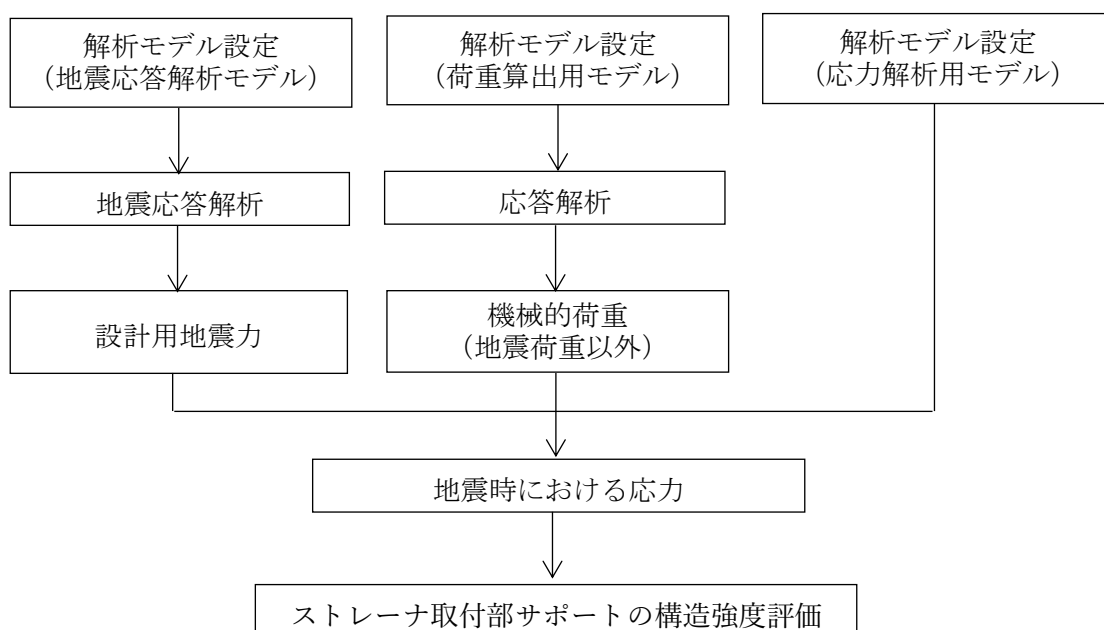 解析モデル設定
（地震応答解析モデル）
解析モデル設定
（荷重算出用モデル）
解析モデル設定
（応力解析用モデル）
地震応答解析
応答解析
設計用地震力
機械的荷重
（地震荷重以外）
地震時における応力
ストレーナ取付部サポートの構造強度評価